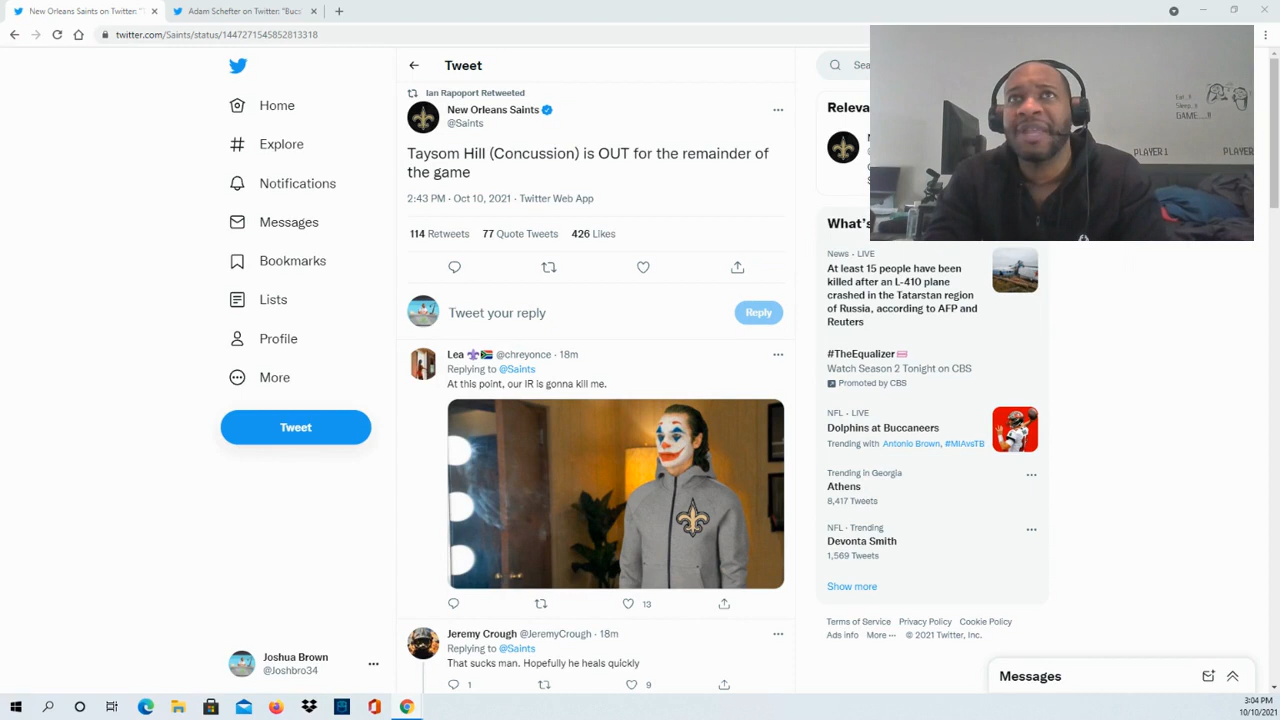 New Orleans Saints on Twitter: "T
Adam Schefter on Twitter: "Bucs
twitter.com/Saints/status/1447271545852813318
Tweet
Home
Explore
Notifications
Messages
Bookmarks
Lists
Profile
More
Tweet
Joshua Brown
@Joshbro34
Ian Rapoport Retweeted
New Orleans Saints
@Saints
Taysom Hill (Concussion) is OUT for the remainder of
the game
2:43 PM · Oct 10, 2021 · Twitter Web App
114 Retweets 77 Quote Tweets 426 Likes
Tweet your reply
Reply
Lea @chreyonce · 18m
Replying to @Saints
At this point, our IR is gonna kill me.
13
Jeremy Crough @JeremyCrough · 18m
Replying to @Saints
That sucks man. Hopefully he heals quickly
1 9
Sea
Releva
What's
News · LIVE
At least 15 people have been
killed after an L-410 plane
crashed in the Tatarstan region
of Russia, according to AFP and
Reuters
#TheEqualizer
Watch Season 2 Tonight on CBS
Promoted by CBS
NFL · LIVE
Dolphins at Buccaneers
Trending with Antonio Brown, #MIAvsTB
Trending in Georgia
Athens
8,417 Tweets
NFL · Trending
Devonta Smith
1,569 Tweets
Show more
Terms of Service Privacy Policy Cookie Policy
Ad info More ··· © 2021 Twitter, Inc.
Messages
GAME....!!
PLAYER 1
PLAYER
3:04 PM
10/10/2021